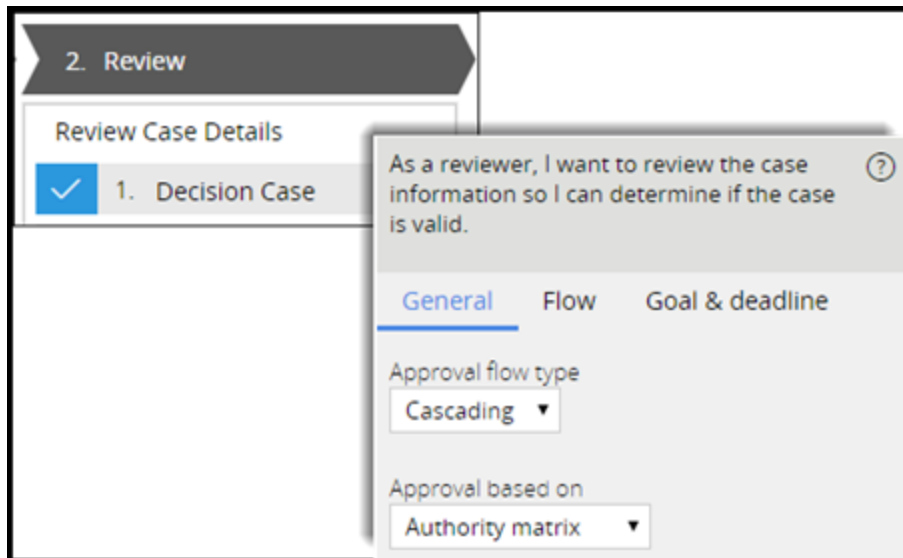 2. Review
Review Case Details
1. Decision Case
As a reviewer, I want to review the case
information so I can determine if the case
is valid.
?
General Flow Goal & deadline
Approval flow type
Cascading
Approval based on
Authority matrix